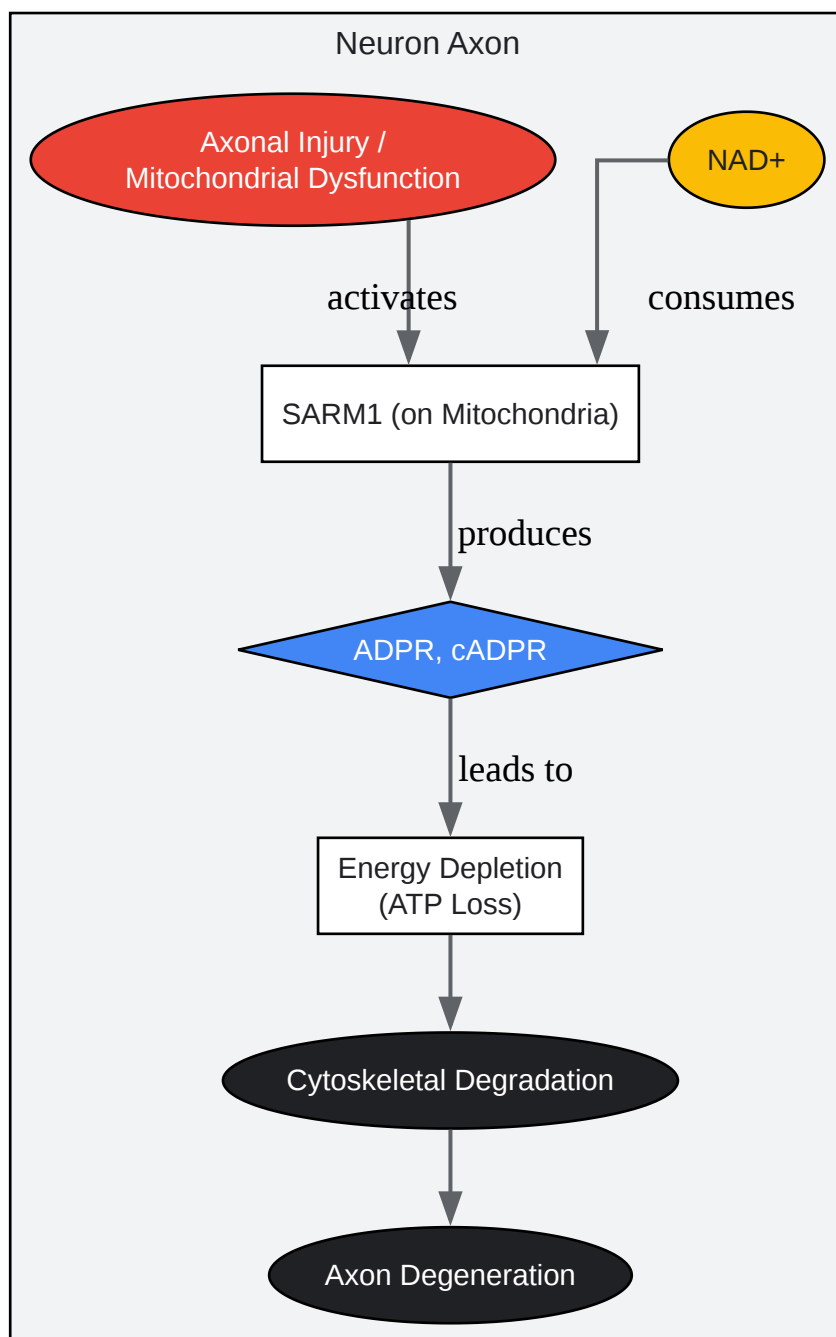 Neuron Axon
Axonal Injury /
Mitochondrial Dysfunction
NAD+
activates
consumes
SARM1 (on Mitochondria)
produces
ADPR, cADPR
leads to
Energy Depletion
(ATP Loss)
Cytoskeletal Degradation
Axon Degeneration